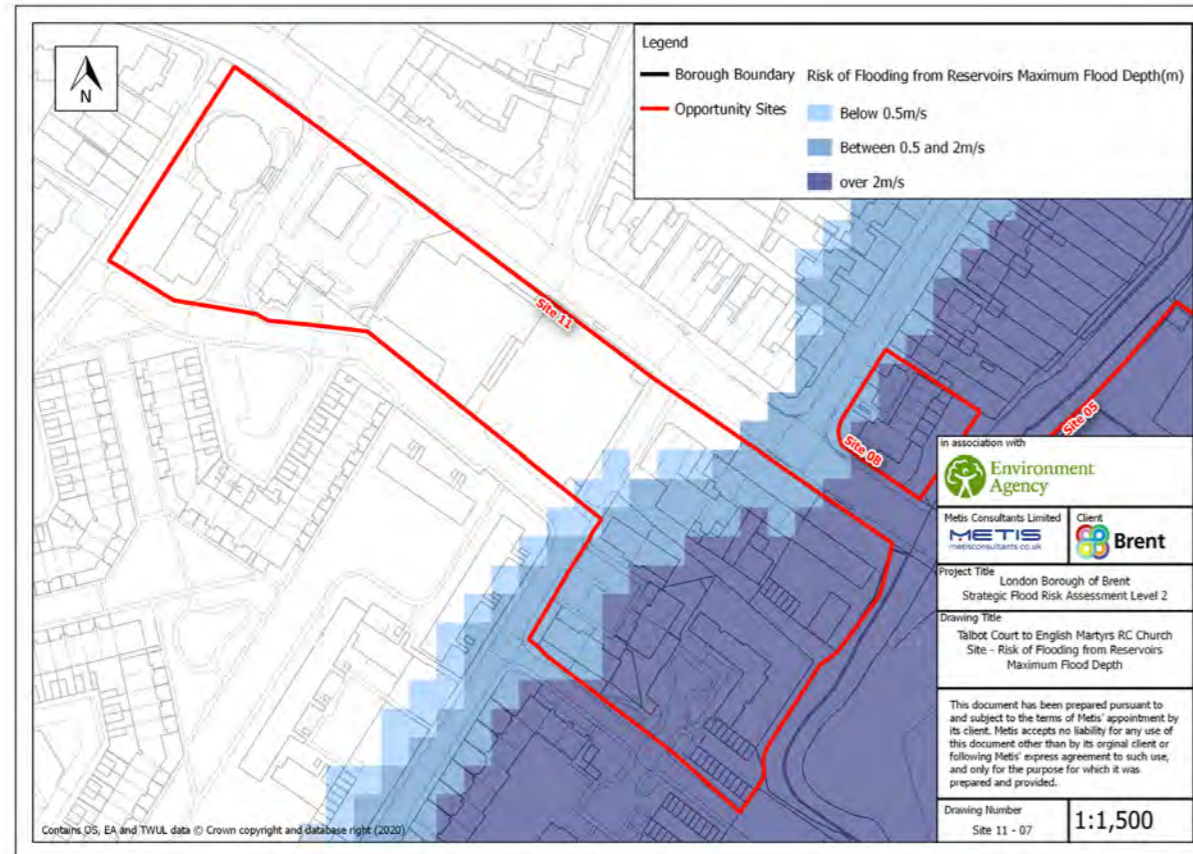 Legend
Borough Boundary
Opportunity Sites
Risk of Flooding from Reservoirs Maximum Flood Depth(m)
Below 0.5m/s
Between 0.5 and 2m/s
over 2m/s
N
Site 11
Site 08
Site 05
in association with
Environment
Agency
Metis Consultants Limited
METIS
metisconsultants.co.uk
Client
Brent
Project Title
London Borough of Brent
Strategic Flood Risk Assessment Level 2
Drawing Title
Talbot Court to English Martyrs RC Church
Site - Risk of Flooding from Reservoirs
Maximum Flood Depth
This document has been prepared pursuant to
and subject to the terms of Metis' appointment by
its client. Metis accepts no liability for any use of
this document other than by its orginal client or
following Metis' express agreement to such use,
and only for the purpose for which it was
prepared and provided.
Drawing Number
Site 11 - 07
1:1,500
Contains OS, EA and TWUL data © Crown copyright and database right (2020)